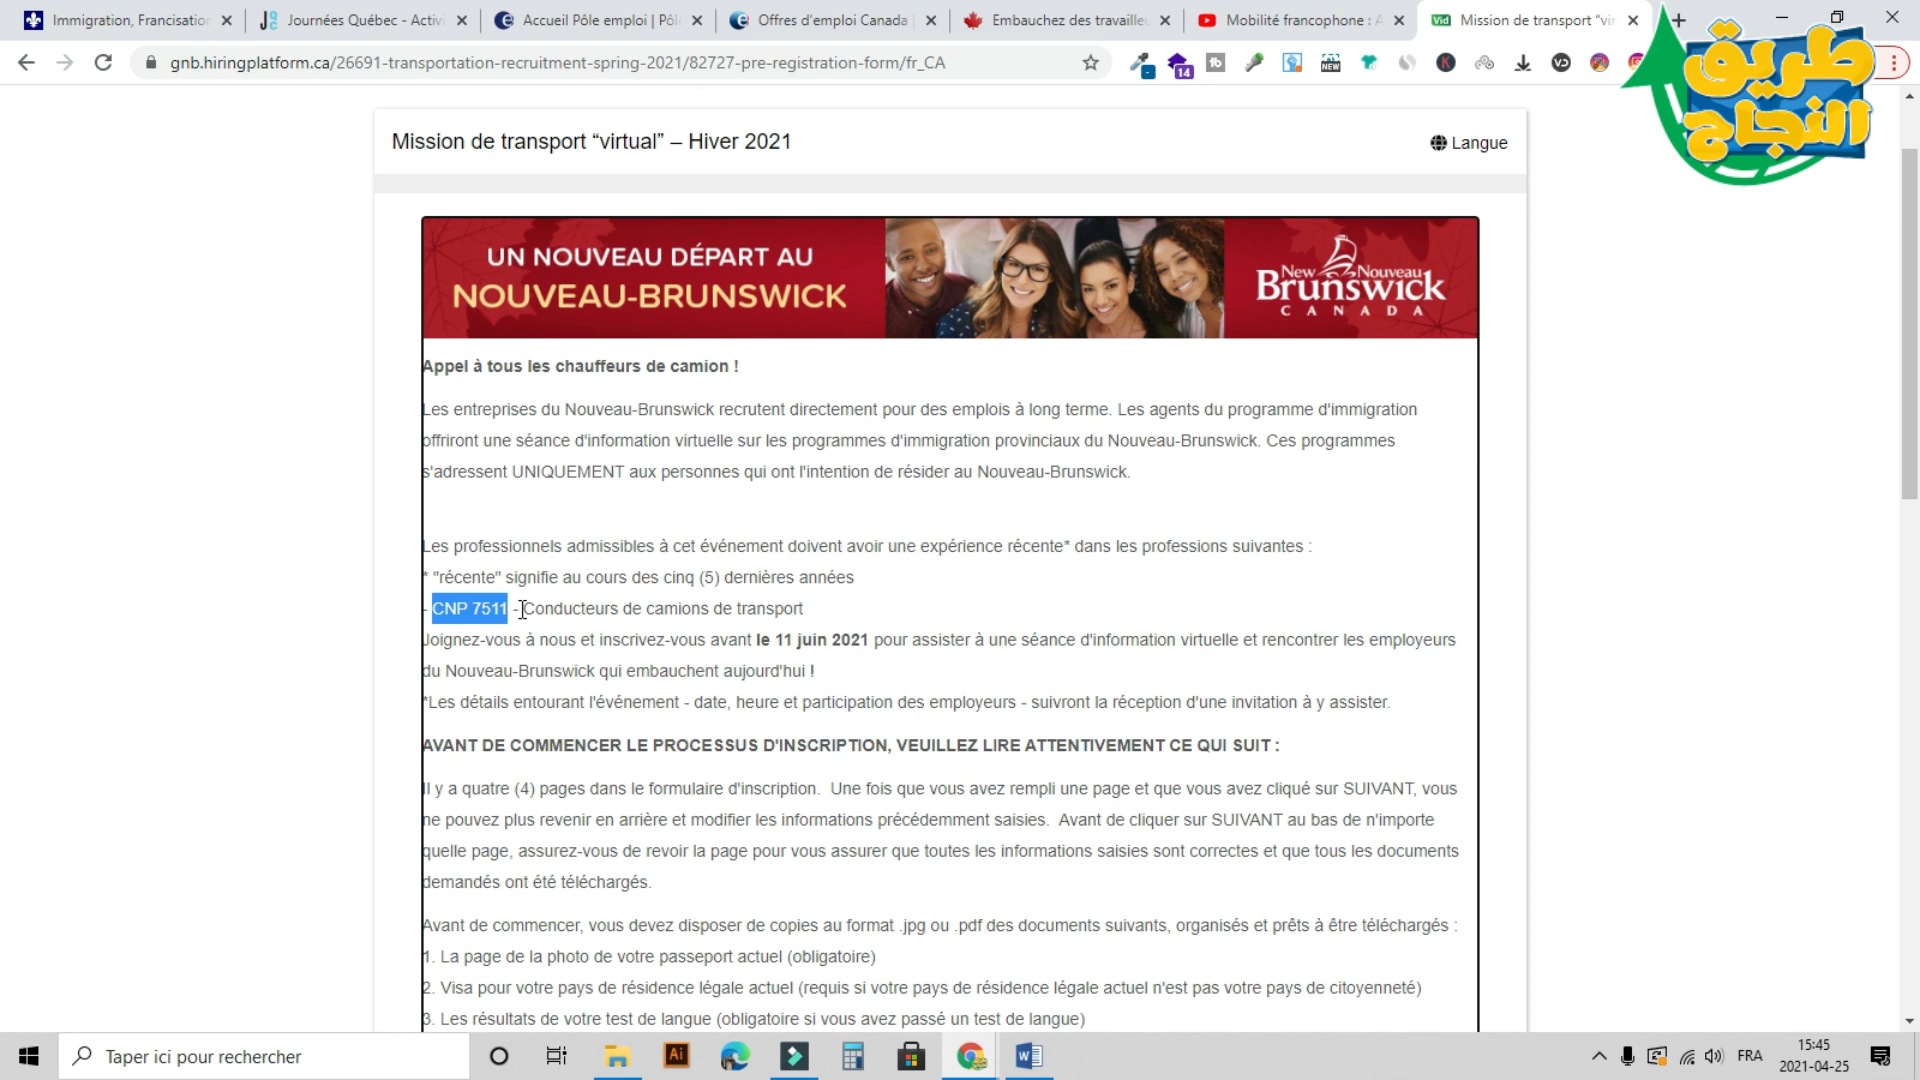 Immigration, Francisation
Journées Québec - Activi
Accueil Pôle emploi | Pôl
Offres d'emploi Canada
Embauchez des travailleu
Mobilité francophone : A
Vid Mission de transport "vir
gnb.hiringplatform.ca/26691-transportation-recruitment-spring-2021/82727-pre-registration-form/fr_CA
14
NEW
طريق
النجاح
Mission de transport “virtual” – Hiver 2021
Langue
UN NOUVEAU DÉPART AU
NOUVEAU-BRUNSWICK
New Nouveau
Brunswick
CANADA
Appel à tous les chauffeurs de camion !
Les entreprises du Nouveau-Brunswick recrutent directement pour des emplois à long terme. Les agents du programme d'immigration
offriront une séance d'information virtuelle sur les programmes d'immigration provinciaux du Nouveau-Brunswick. Ces programmes
s'adressent UNIQUEMENT aux personnes qui ont l'intention de résider au Nouveau-Brunswick.
Les professionnels admissibles à cet événement doivent avoir une expérience récente* dans les professions suivantes :
* "récente" signifie au cours des cinq (5) dernières années
- CNP 7511 - Conducteurs de camions de transport
Joignez-vous à nous et inscrivez-vous avant le 11 juin 2021 pour assister à une séance d'information virtuelle et rencontrer les employeurs
du Nouveau-Brunswick qui embauchent aujourd'hui !
*Les détails entourant l'événement - date, heure et participation des employeurs - suivront la réception d'une invitation à y assister.
AVANT DE COMMENCER LE PROCESSUS D'INSCRIPTION, VEUILLEZ LIRE ATTENTIVEMENT CE QUI SUIT :
Il y a quatre (4) pages dans le formulaire d'inscription.  Une fois que vous avez rempli une page et que vous avez cliqué sur SUIVANT, vous
ne pouvez plus revenir en arrière et modifier les informations précédemment saisies.  Avant de cliquer sur SUIVANT au bas de n'importe
quelle page, assurez-vous de revoir la page pour vous assurer que toutes les informations saisies sont correctes et que tous les documents
demandés ont été téléchargés.
Avant de commencer, vous devez disposer de copies au format .jpg ou .pdf des documents suivants, organisés et prêts à être téléchargés :
1. La page de la photo de votre passeport actuel (obligatoire)
2. Visa pour votre pays de résidence légale actuel (requis si votre pays de résidence légale actuel n'est pas votre pays de citoyenneté)
3. Les résultats de votre test de langue (obligatoire si vous avez passé un test de langue)
Taper ici pour rechercher
Ai
FRA
15:45
2021-04-25